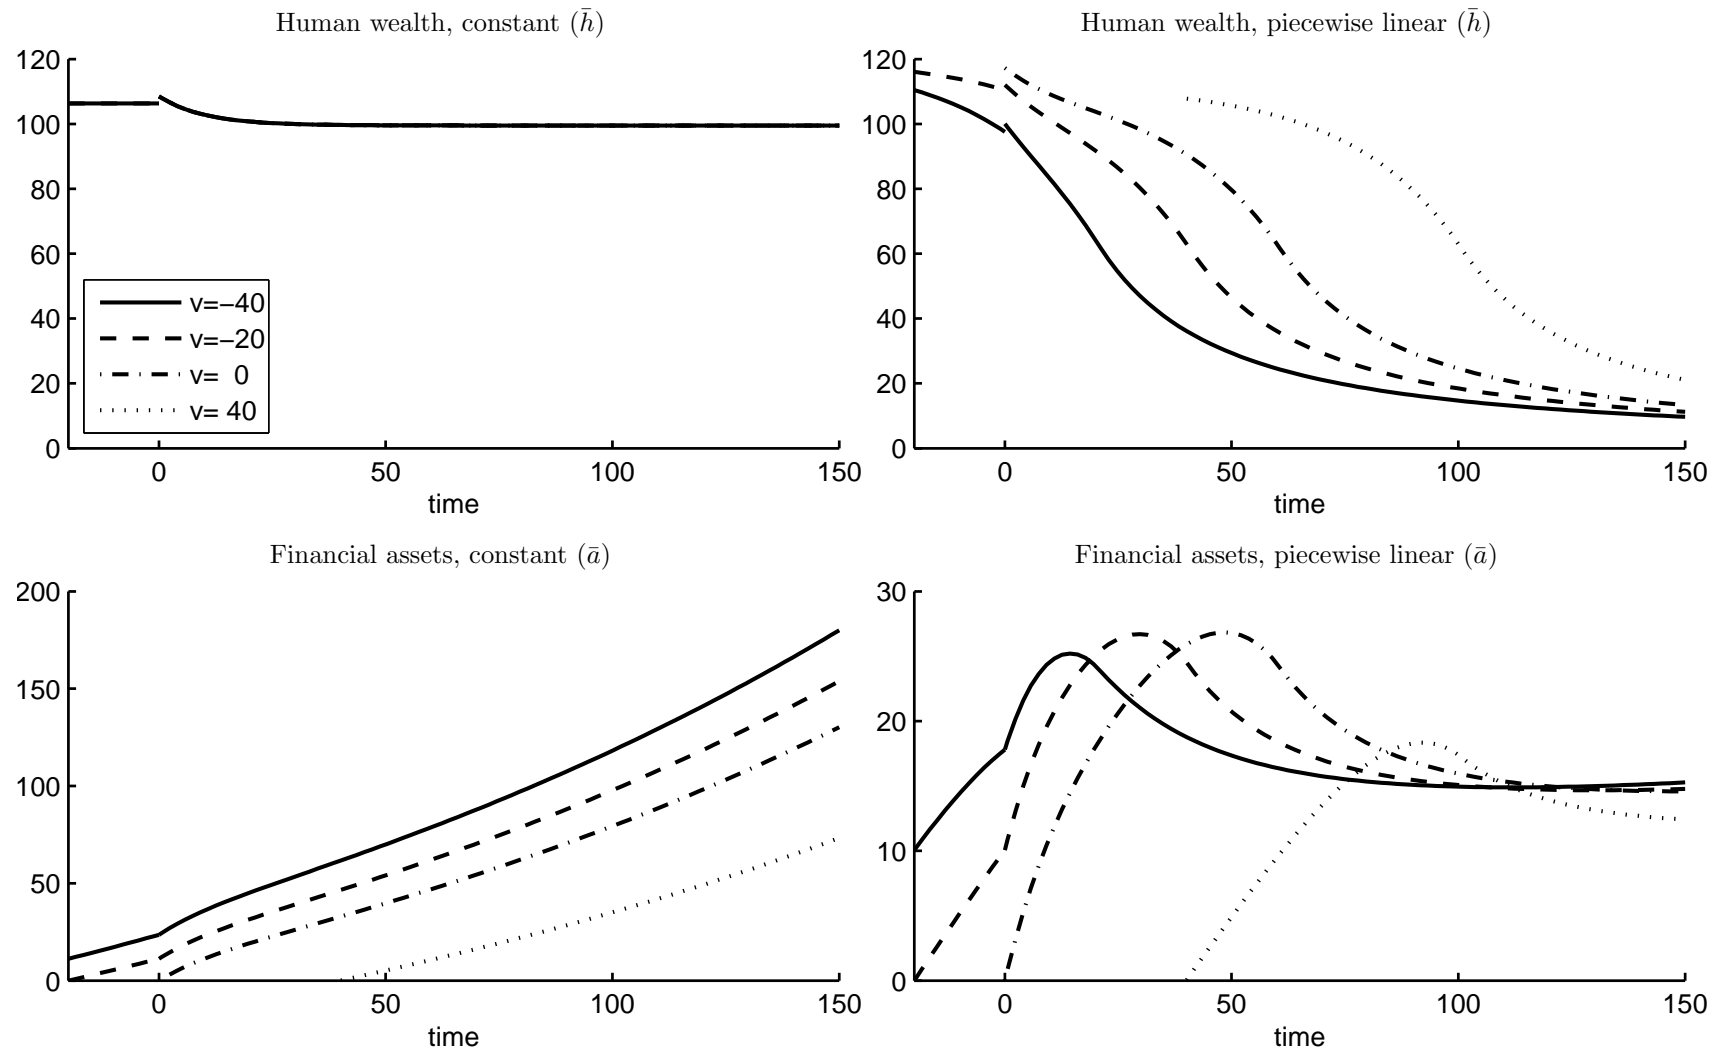 Human wealth, constant (h̄)
120
100
80
60
40
20
0
v=−40
v=−20
v= 0
v= 40
0 50 100 150
time
Human wealth, piecewise linear (h̄)
120
100
80
60
40
20
0
0 50 100 150
time
Financial assets, constant (ā)
200
150
100
50
0
0 50 100 150
time
Financial assets, piecewise linear (ā)
30
20
10
0
0 50 100 150
time